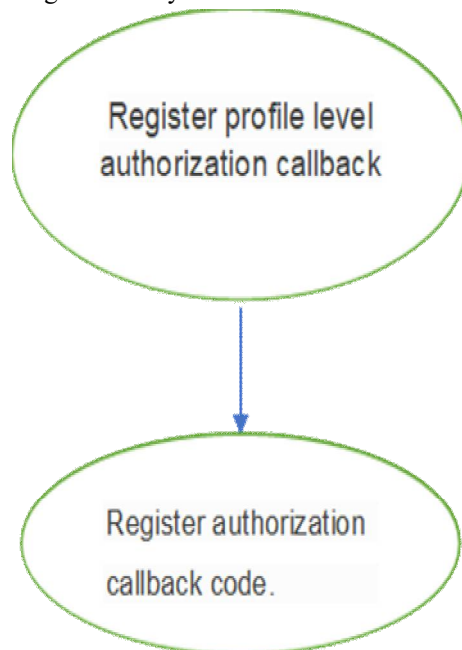 Register profile level
authorization callback
Register authorization
callback code.